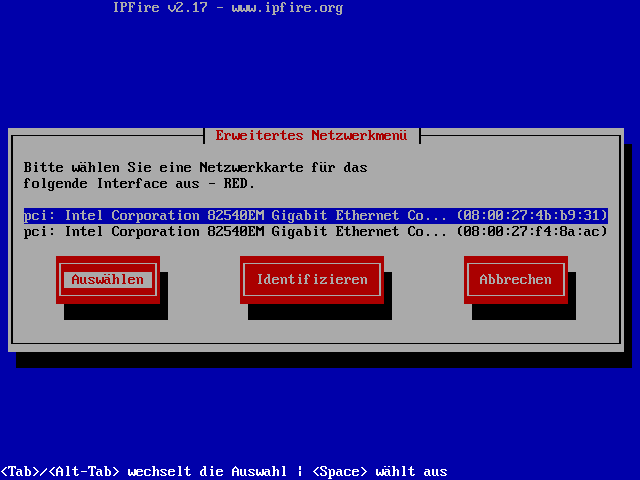 IPFire v2.17 - www.ipfire.org
Erweitertes Netzwerkmenü
Bitte wählen Sie eine Netzwerkkarte für das
folgende Interface aus - RED.
pci: Intel Corporation 82540EM Gigabit Ethernet Co... (08:00:27:4b:b9:31)
pci: Intel Corporation 82540EM Gigabit Ethernet Co... (08:00:27:f4:8a:ac)
Auswählen Identifizieren Abbrechen
<Tab>/<Alt-Tab> wechselt die Auswahl | <Space> wählt aus